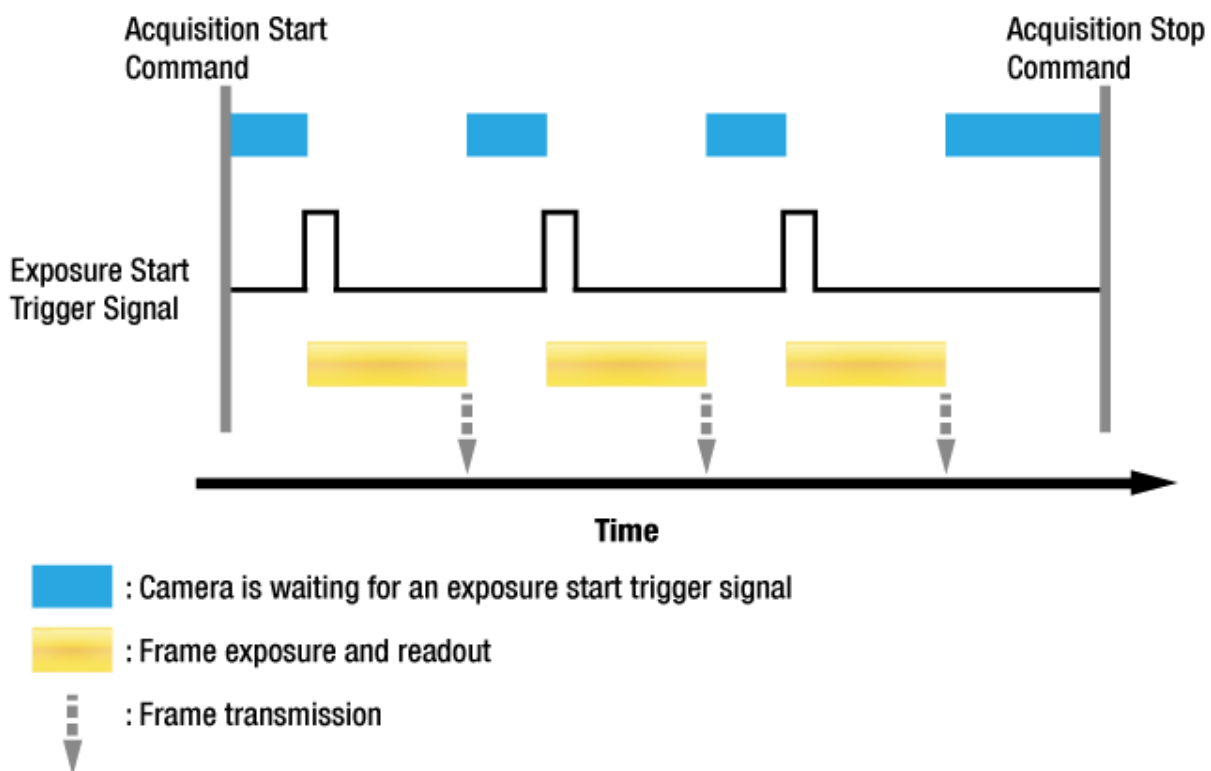 Acquisition Start
Command
Acquisition Stop
Command
Exposure Start
Trigger Signal
Time
: Camera is waiting for an exposure start trigger signal
: Frame exposure and readout
: Frame transmission